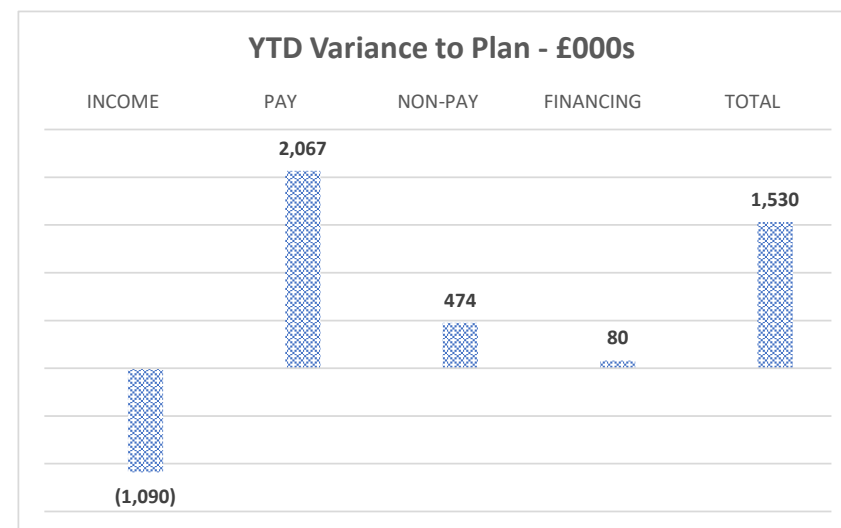 YTD Variance to Plan - £000s
INCOME PAY NON-PAY FINANCING TOTAL
2,067
1,530
474
80
(1,090)